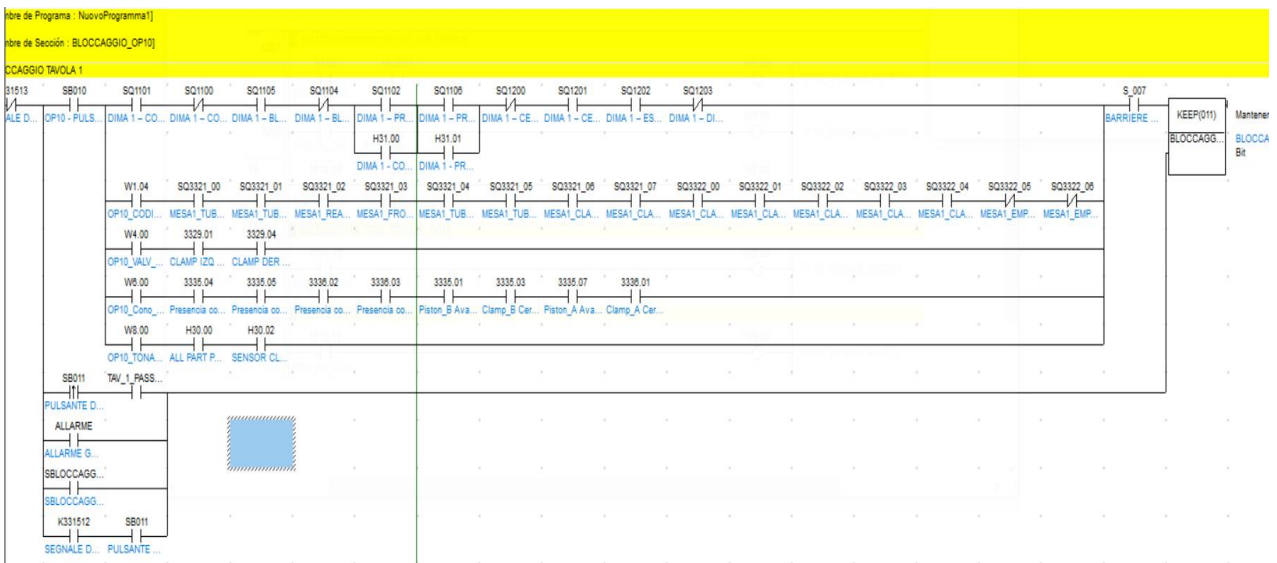 nbre de Programa : NuovoProgramma1]
nbre de Sección : BLOCCAGGIO_OP10]
CCAGGIO TAVOLA 1
31513 SB010 SQ1101 SQ1100 SQ1105 SQ1104 SQ1102 SQ1106 SQ1200 SQ1201 SQ1202 SQ1203 S_007
ALE D... OP10 - PULS... DIMA 1 – CO... DIMA 1 – CO... DIMA 1 – BL... DIMA 1 – BL... DIMA 1 – PR... DIMA 1 – PR... DIMA 1 – CE... DIMA 1 – CE... DIMA 1 – ES... DIMA 1 – DI... BARRIERE ... KEEP(011) Mantener
H31.00 H31.01 BLOCCAGG... BLOCCA
Bit
DIMA 1 - CO... DIMA 1 - PR...
W1.04 SQ3321_00 SQ3321_01 SQ3321_02 SQ3321_03 SQ3321_04 SQ3321_05 SQ3321_06 SQ3321_07 SQ3322_00 SQ3322_01 SQ3322_02 SQ3322_03 SQ3322_04 SQ3322_05 SQ3322_06
OP10_CODI... MESA1_TUB... MESA1_TUB... MESA1_REA... MESA1_FRO... MESA1_TUB... MESA1_TUB... MESA1_CLA... MESA1_CLA... MESA1_CLA... MESA1_CLA... MESA1_CLA... MESA1_CLA... MESA1_CLA... MESA1_EMP... MESA1_EMP...
W4.00 3329.01 3329.04
OP10_VALV_... CLAMP IZQ ... CLAMP DER ...
W6.00 3335.04 3335.05 3336.02 3336.03 3335.01 3335.03 3335.07 3336.01
OP10_Cono_... Presencia co... Presencia co... Presencia co... Presencia co... Piston_B Ava... Clamp_B Cer... Piston_A Ava... Clamp_A Cer...
W8.00 H30.00 H30.02
OP10_TONA... ALL PART P... SENSOR CL...
SB011 TAV_1_PASS...
PULSANTE D...
ALLARME
ALLARME G...
SBLOCCAGG...
SBLOCCAGG...
K331512 SB011
SEGNALE D... PULSANTE ...